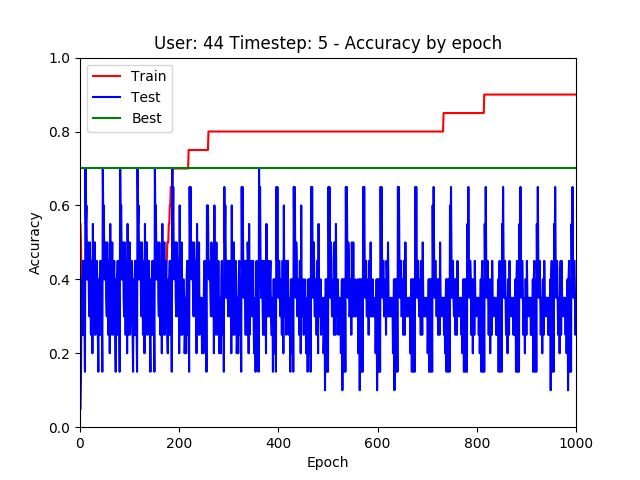 User: 44 Timestep: 5 - Accuracy by epoch
1.0
0.8
0.6
0.4
0.2
0.0
Accuracy
Train
Test
Best
0 200 400 600 800 1000
Epoch